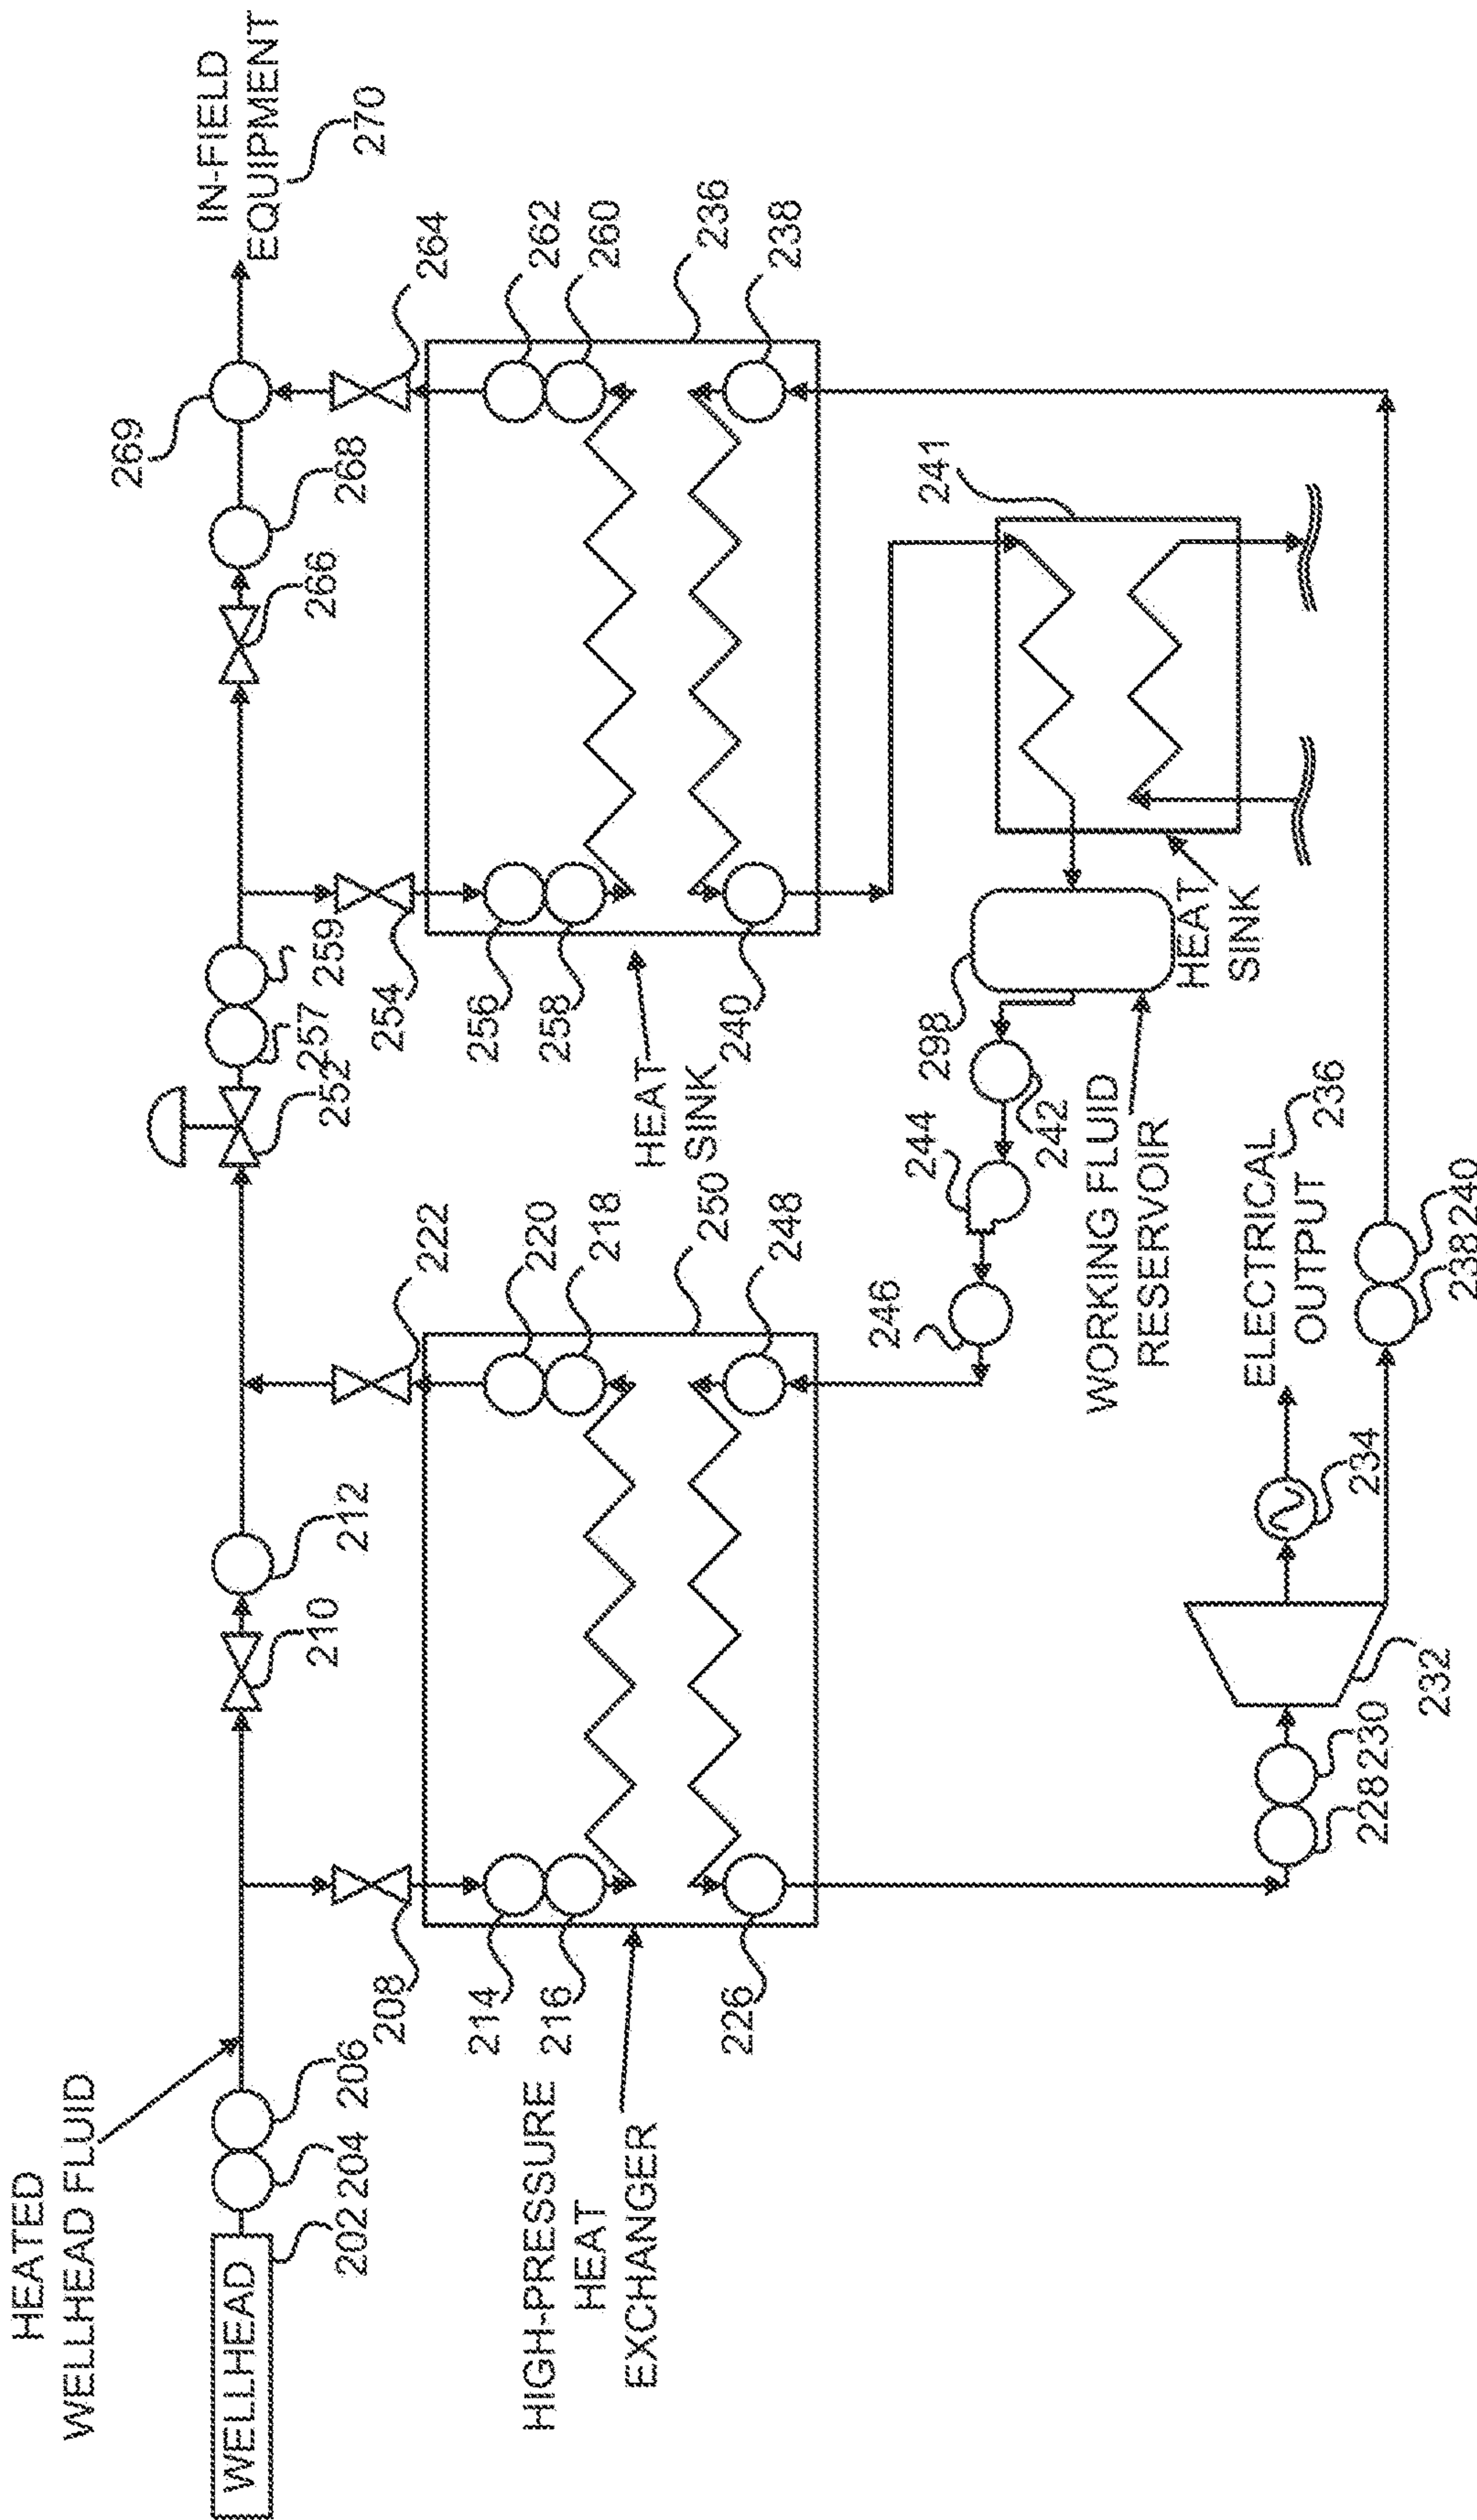 HEATED
WELLHEAD FLUID
WELLHEAD
202
204
206
208
210
212
HIGH-PRESSURE
HEAT
EXCHANGER
214
216
226
222
220
218
250
248
252
257
259
254
256
258
240
HEAT
SINK
266
268
269
IN-FIELD
EQUIPMENT
270
264
262
260
236
238
241
HEAT
SINK
298
242
244
246
WORKING FLUID
RESERVOIR
228
230
232
234
ELECTRICAL
OUTPUT
236
238
240